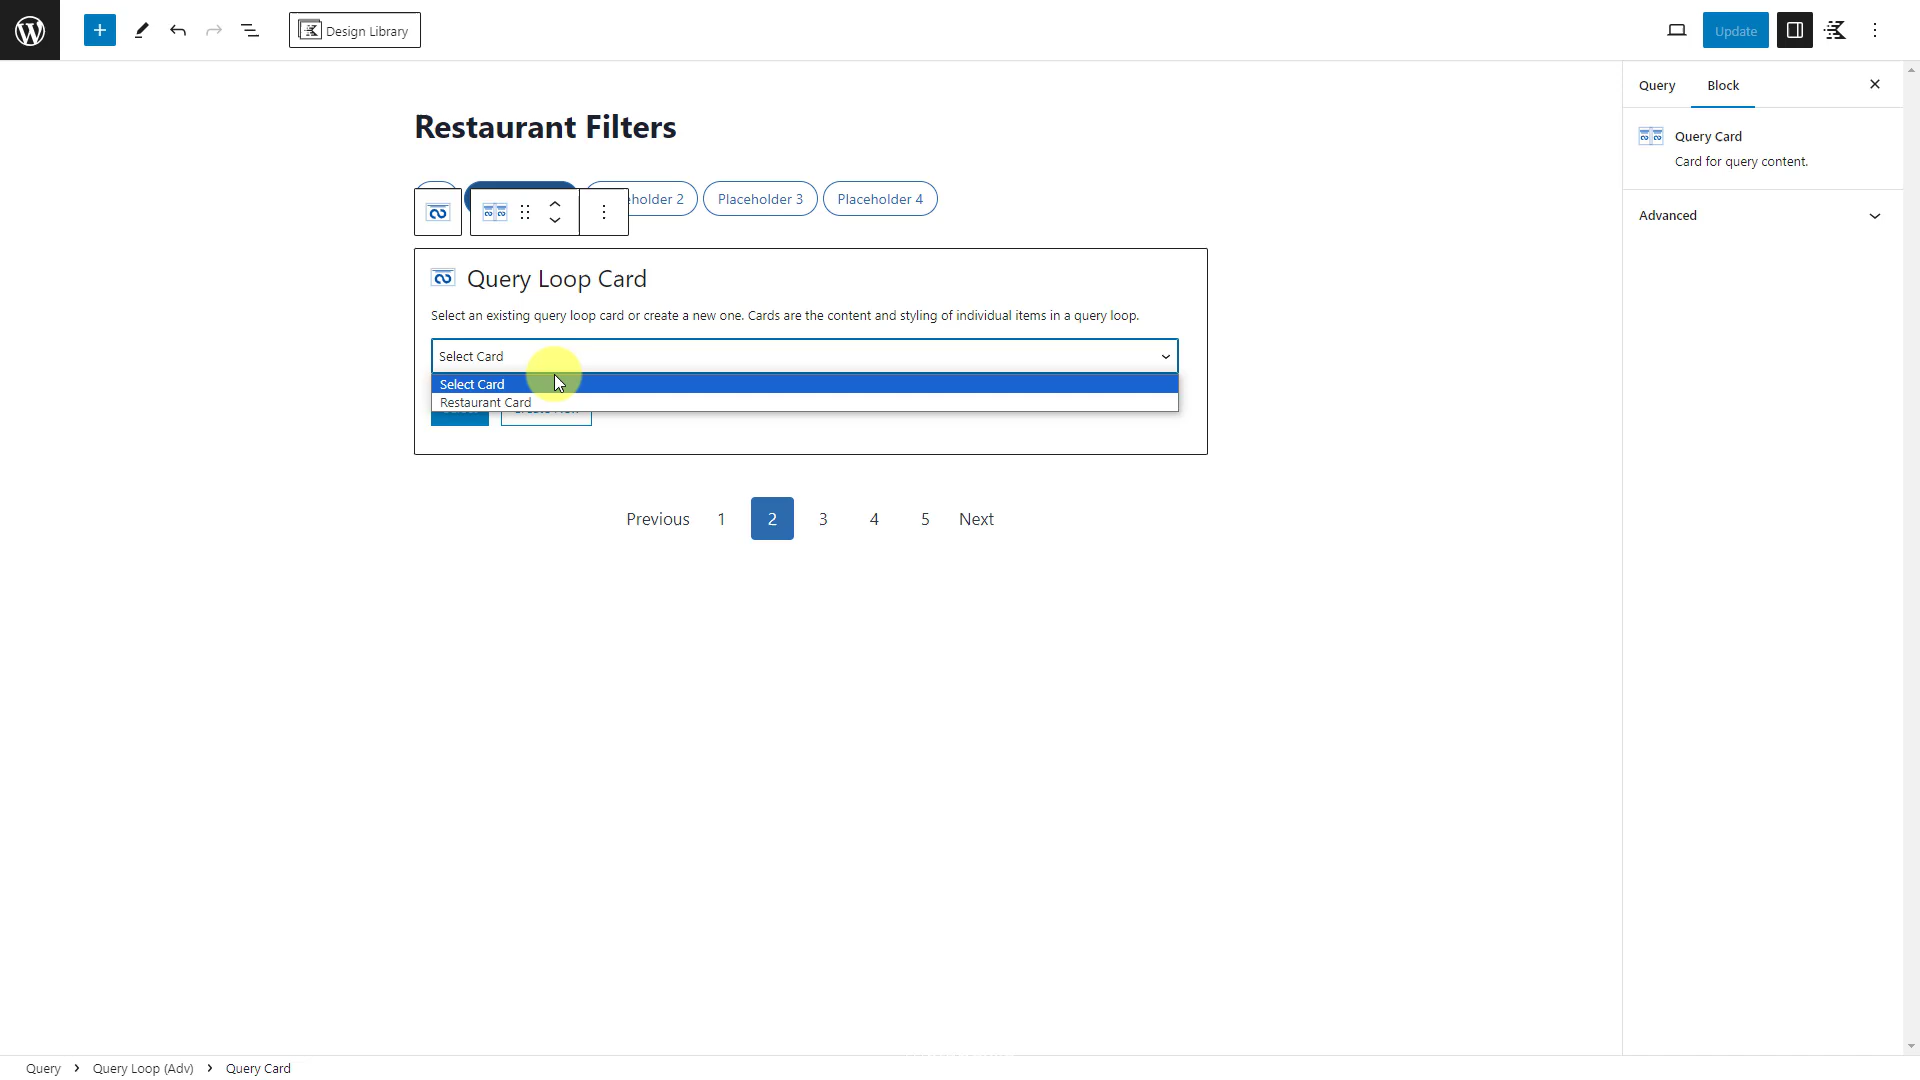 Design Library
Update
Query
Block
Query Card
Card for query content.
Advanced
Restaurant Filters
holder 2
Placeholder 3
Placeholder 4
Query Loop Card
Select an existing query loop card or create a new one. Cards are the content and styling of individual items in a query loop.
Select Card
Select Card
Restaurant Card
Previous 1 2 3 4 5 Next
Query
Query Loop (Adv)
Query Card